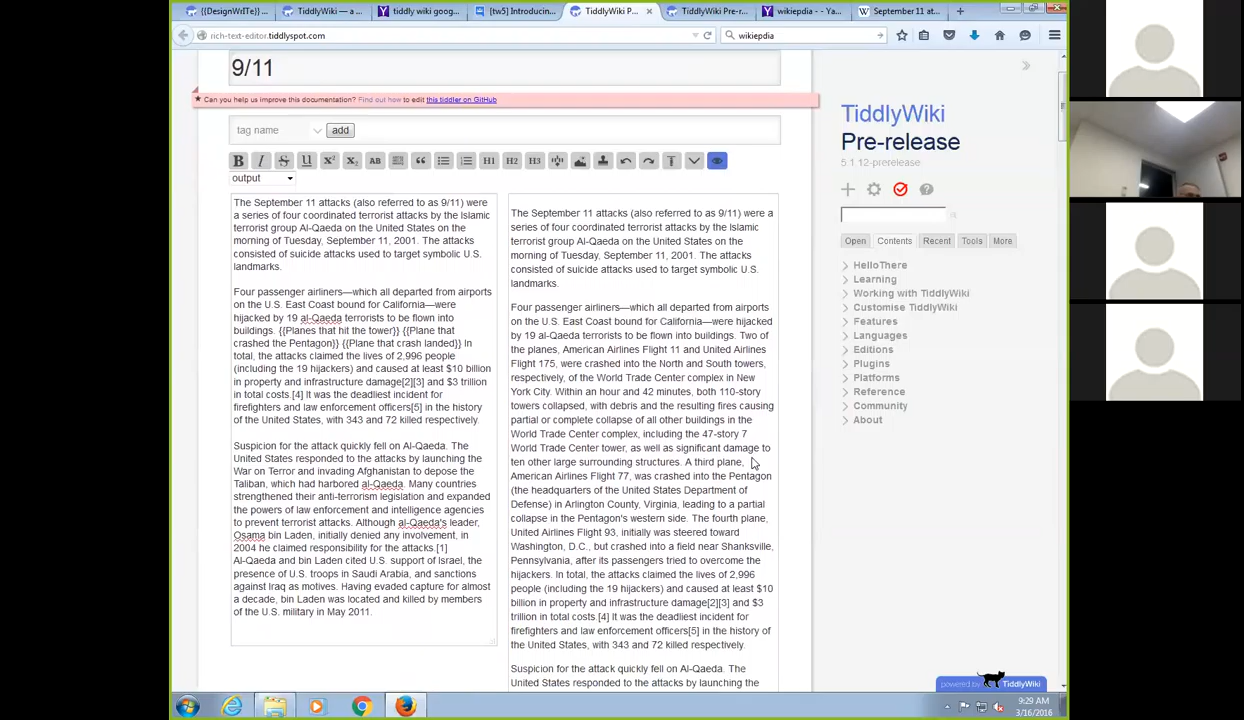 {{DesignWriTe}} ...
TiddlyWiki — a ...
tiddly wiki goog...
[tw5] Introducin...
TiddlyWiki P...
TiddlyWiki Pre-r...
wikiepdia - - Ya...
September 11 at...
rich-text-editor.tiddlyspot.com
wikiepdia
9/11
Can you help us improve this documentation? Find out how to edit this tiddler on GitHub
tag name
add
B I S U X² X₂ AB H1 H2 H3
output
The September 11 attacks (also referred to as 9/11) were
a series of four coordinated terrorist attacks by the Islamic
terrorist group Al-Qaeda on the United States on the
morning of Tuesday, September 11, 2001. The attacks
consisted of suicide attacks used to target symbolic U.S.
landmarks.
Four passenger airliners—which all departed from airports
on the U.S. East Coast bound for California—were
hijacked by 19 al-Qaeda terrorists to be flown into
buildings. {{Planes that hit the tower}} {{Plane that
crashed the Pentagon}} {{Plane that crash landed}} In
total, the attacks claimed the lives of 2,996 people
(including the 19 hijackers) and caused at least $10 billion
in property and infrastructure damage[2][3] and $3 trillion
in total costs.[4] It was the deadliest incident for
firefighters and law enforcement officers[5] in the history
of the United States, with 343 and 72 killed respectively.
Suspicion for the attack quickly fell on Al-Qaeda. The
United States responded to the attacks by launching the
War on Terror and invading Afghanistan to depose the
Taliban, which had harbored al-Qaeda. Many countries
strengthened their anti-terrorism legislation and expanded
the powers of law enforcement and intelligence agencies
to prevent terrorist attacks. Although al-Qaeda's leader,
Osama bin Laden, initially denied any involvement, in
2004 he claimed responsibility for the attacks.[1]
Al-Qaeda and bin Laden cited U.S. support of Israel, the
presence of U.S. troops in Saudi Arabia, and sanctions
against Iraq as motives. Having evaded capture for almost
a decade, bin Laden was located and killed by members
of the U.S. military in May 2011.
The September 11 attacks (also referred to as 9/11) were a
series of four coordinated terrorist attacks by the Islamic
terrorist group Al-Qaeda on the United States on the
morning of Tuesday, September 11, 2001. The attacks
consisted of suicide attacks used to target symbolic U.S.
landmarks.
Four passenger airliners—which all departed from airports
on the U.S. East Coast bound for California—were hijacked
by 19 al-Qaeda terrorists to be flown into buildings. Two of
the planes, American Airlines Flight 11 and United Airlines
Flight 175, were crashed into the North and South towers,
respectively, of the World Trade Center complex in New
York City. Within an hour and 42 minutes, both 110-story
towers collapsed, with debris and the resulting fires causing
partial or complete collapse of all other buildings in the
World Trade Center complex, including the 47-story 7
World Trade Center tower, as well as significant damage to
ten other large surrounding structures. A third plane,
American Airlines Flight 77, was crashed into the Pentagon
(the headquarters of the United States Department of
Defense) in Arlington County, Virginia, leading to a partial
collapse in the Pentagon's western side. The fourth plane,
United Airlines Flight 93, initially was steered toward
Washington, D.C., but crashed into a field near Shanksville,
Pennsylvania, after its passengers tried to overcome the
hijackers. In total, the attacks claimed the lives of 2,996
people (including the 19 hijackers) and caused at least $10
billion in property and infrastructure damage[2][3] and $3
trillion in total costs.[4] It was the deadliest incident for
firefighters and law enforcement officers[5] in the history of
the United States, with 343 and 72 killed respectively.
Suspicion for the attack quickly fell on Al-Qaeda. The
United States responded to the attacks by launching the
TiddlyWiki
Pre-release
5.1.12-prerelease
Open Contents Recent Tools More
HelloThere
Learning
Working with TiddlyWiki
Customise TiddlyWiki
Features
Languages
Editions
Plugins
Platforms
Reference
Community
About
powered by TiddlyWiki
9:29 AM
3/16/2016